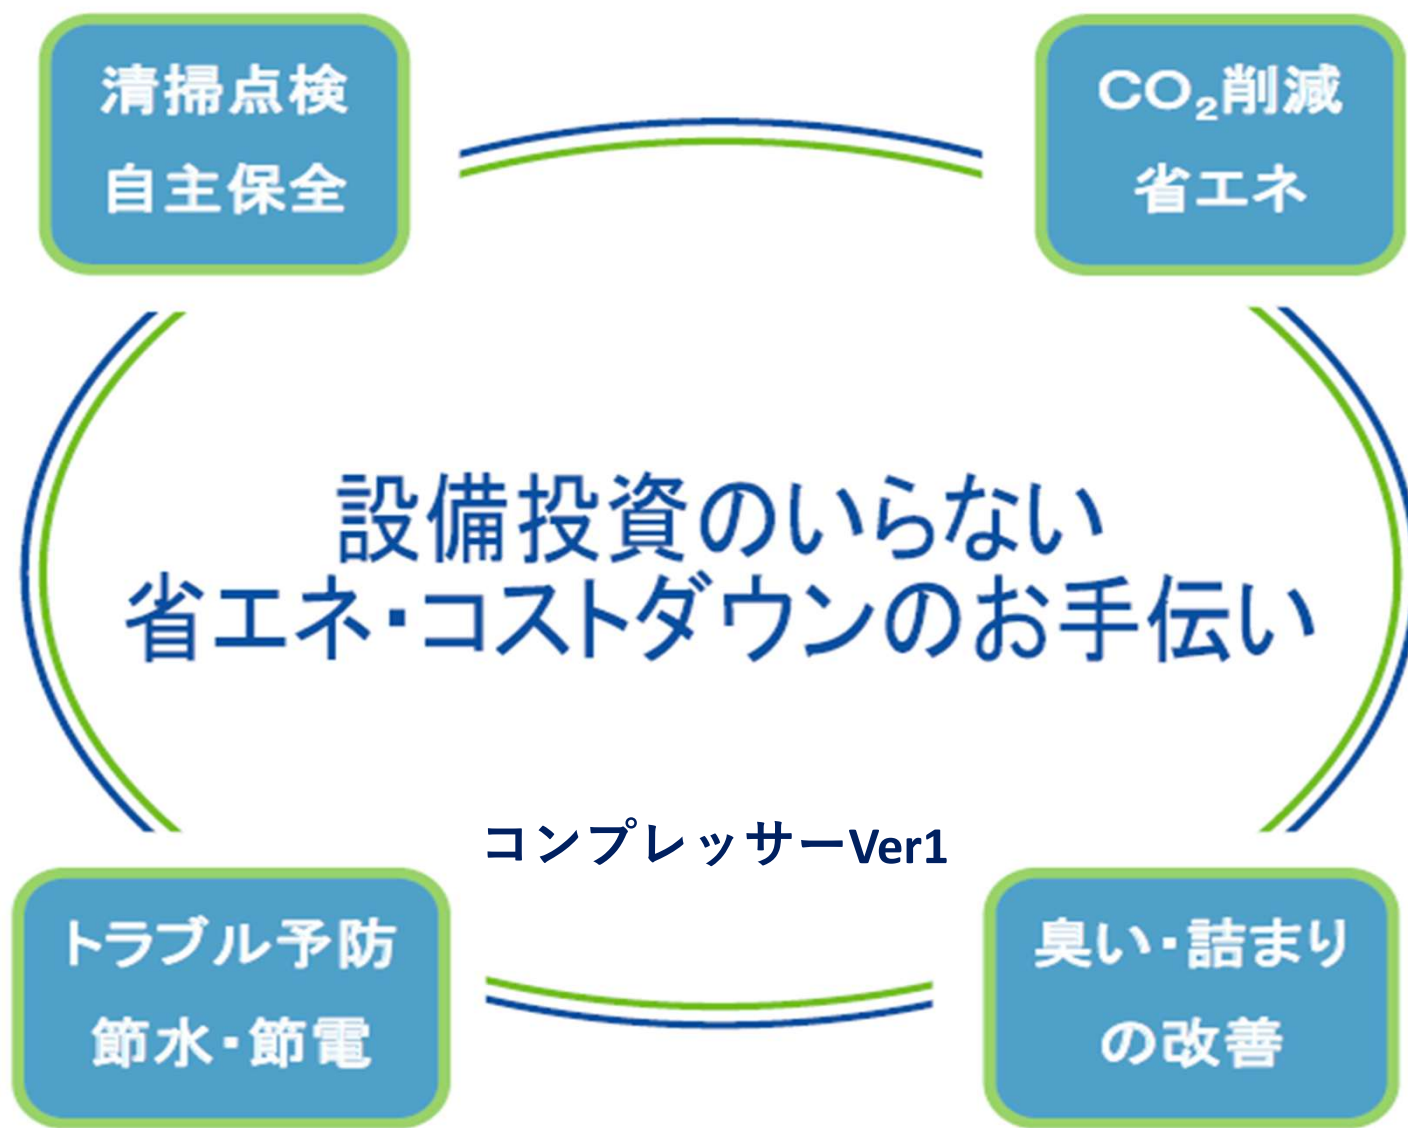 清掃点検
自主保全
CO₂削減
省エネ
設備投資のいらない
省エネ・コストダウンのお手伝い
コンプレッサーVer1
トラブル予防
節水・節電
臭い・詰まり
の改善